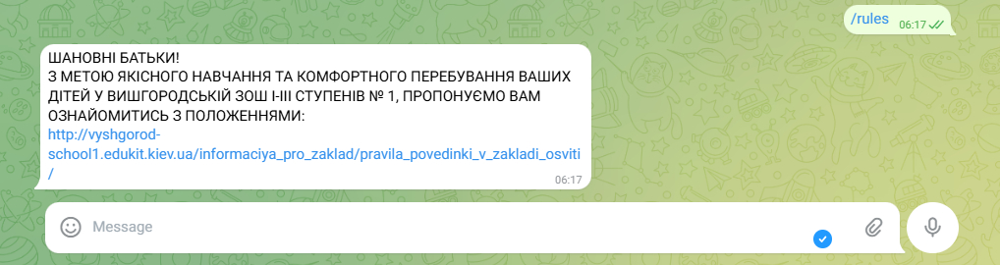 /rules
06:17
ШАНОВНІ БАТЬКИ!
З МЕТОЮ ЯКІСНОГО НАВЧАННЯ ТА КОМФОРТНОГО ПЕРЕБУВАННЯ ВАШИХ
ДІТЕЙ У ВИШГОРОДСЬКІЙ ЗОШ І-ІІІ СТУПЕНІВ № 1, ПРОПОНУЄМО ВАМ
ОЗНАЙОМИТИСЬ З ПОЛОЖЕННЯМИ:
http://vyshgorod-
school1.edukit.kiev.ua/informaciya_pro_zaklad/pravila_povedinki_v_zakladi_osviti
/
06:17
Message